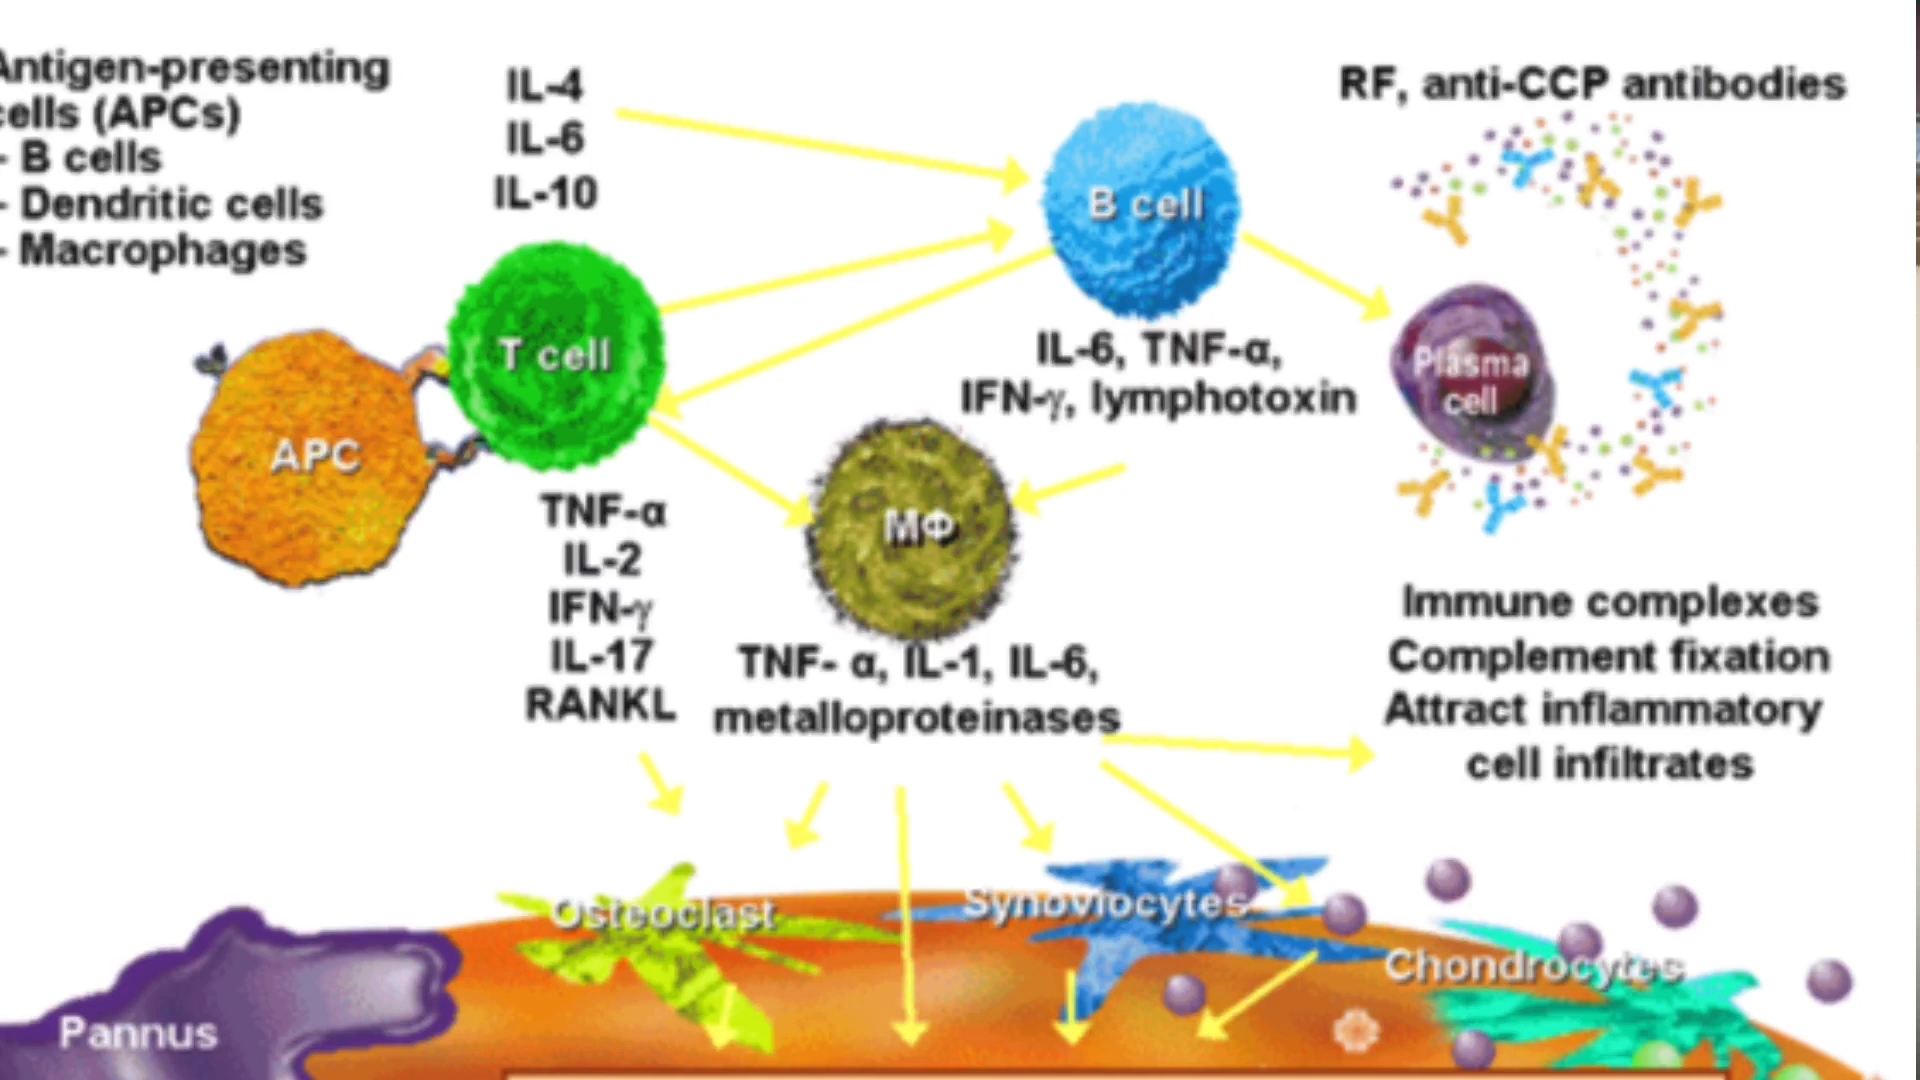 Antigen-presenting
cells (APCs)
- B cells
- Dendritic cells
- Macrophages
IL-4
IL-6
IL-10
RF, anti-CCP antibodies
B cell
T cell
APC
IL-6, TNF-α,
IFN-γ, lymphotoxin
Plasma
cell
MΦ
TNF-α
IL-2
IFN-γ
IL-17
RANKL
TNF- α, IL-1, IL-6,
metalloproteinases
Immune complexes
Complement fixation
Attract inflammatory
cell infiltrates
Osteoclast
Synoviocytes
Chondrocytes
Pannus